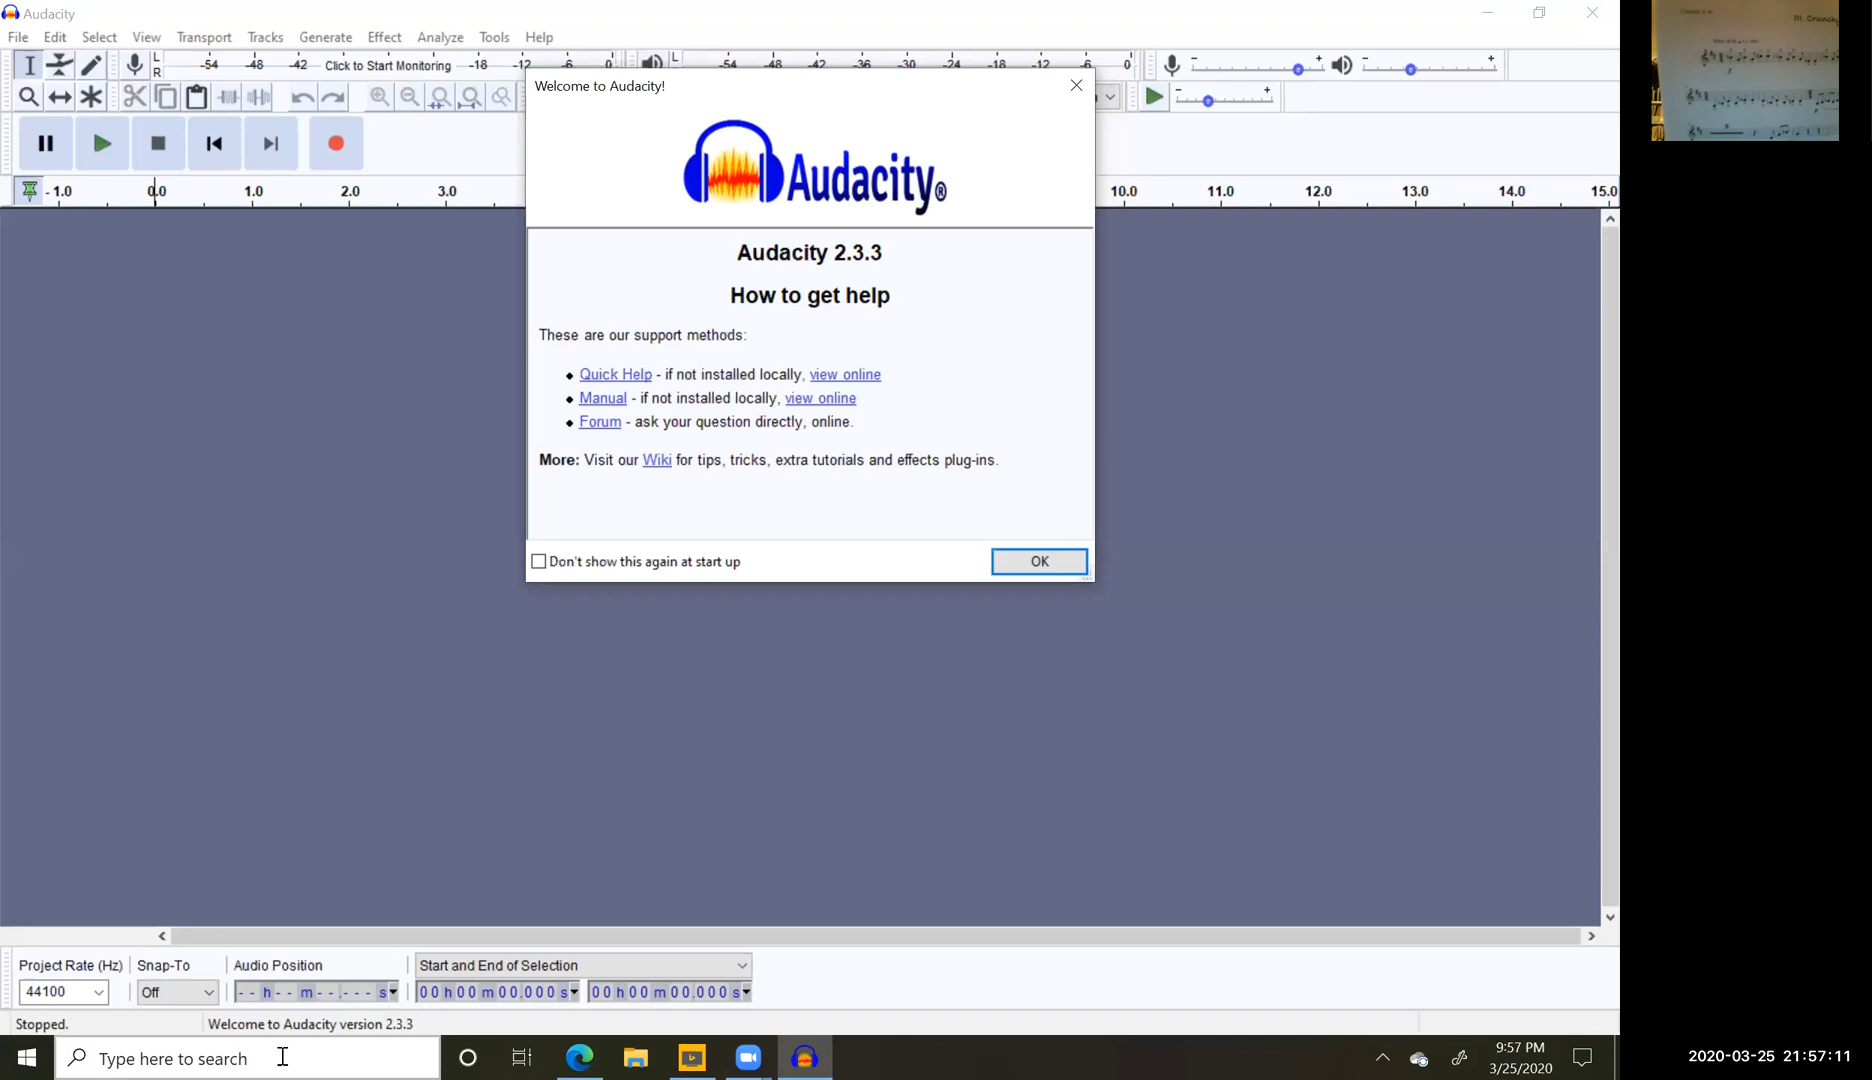 Audacity
File Edit Select View Transport Tracks Generate Effect Analyze Tools Help
L
R
-54 -48 -42 Click to Start Monitoring -18 -12 -6 0
L
-54 -48 -42 -36 -30 -24 -18 -12 -6 0
- +
- +
- +
-1.0 0.0 1.0 2.0 3.0 10.0 11.0 12.0 13.0 14.0 15.0
Welcome to Audacity!
Audacity®
Audacity 2.3.3
How to get help
These are our support methods:
Quick Help - if not installed locally, view online
Manual - if not installed locally, view online
Forum - ask your question directly, online.
More: Visit our Wiki for tips, tricks, extra tutorials and effects plug-ins.
Don't show this again at start up
OK
III. Crunchy
Project Rate (Hz) Snap-To Audio Position Start and End of Selection
44100 Off -- h -- m --.--- s 00 h 00 m 00.000 s 00 h 00 m 00.000 s
Stopped. Welcome to Audacity version 2.3.3
Type here to search
9:57 PM
3/25/2020
2020-03-25 21:57:11